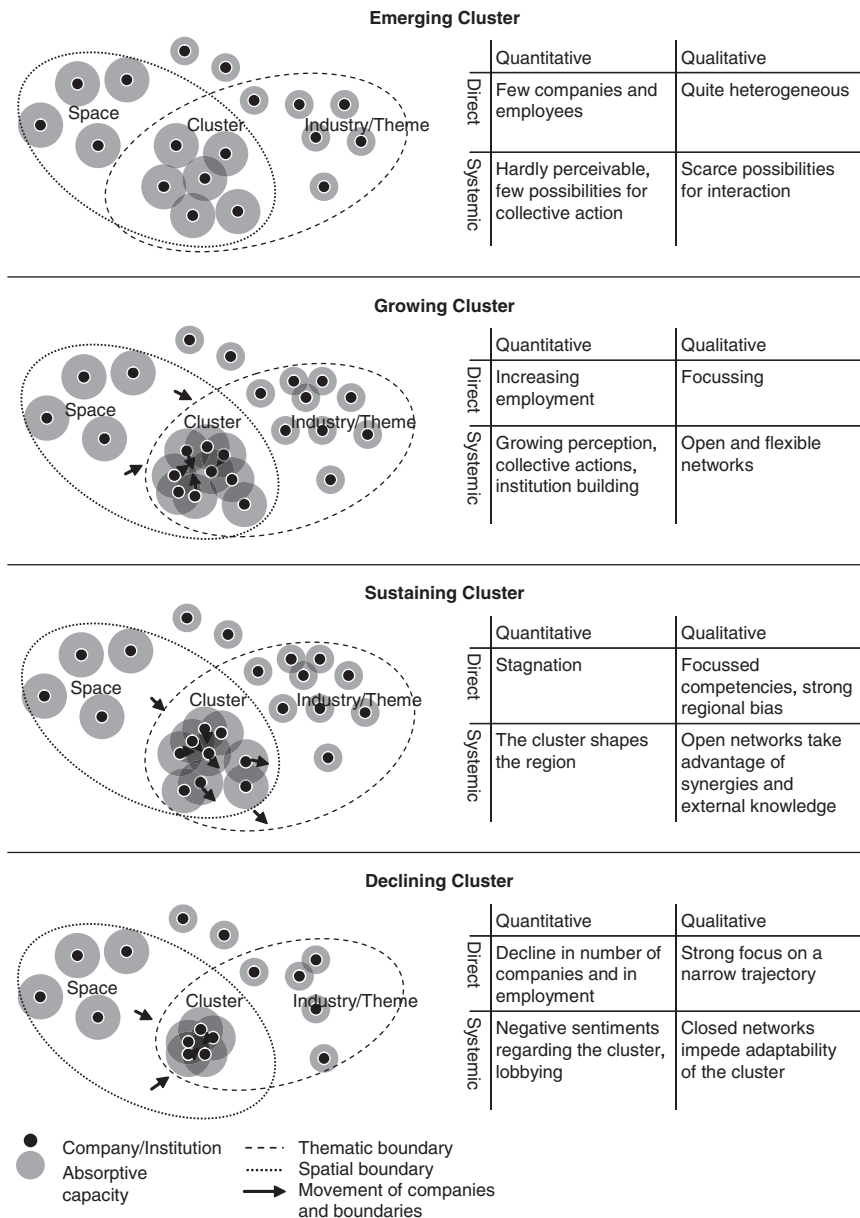 Emerging Cluster
Space
Cluster
Industry/Theme
Quantitative
Qualitative
Direct
Few companies and
employees
Quite heterogeneous
Systemic
Hardly perceivable,
few possibilities for
collective action
Scarce possibilities
for interaction
Growing Cluster
Space
Cluster
Industry/Theme
Quantitative
Qualitative
Direct
Increasing
employment
Focussing
Systemic
Growing perception,
collective actions,
institution building
Open and flexible
networks
Sustaining Cluster
Space
Cluster
Industry/Theme
Quantitative
Qualitative
Direct
Stagnation
Focussed
competencies, strong
regional bias
Systemic
The cluster shapes
the region
Open networks take
advantage of
synergies and
external knowledge
Declining Cluster
Space
Cluster
Industry/Theme
Quantitative
Qualitative
Direct
Decline in number of
companies and in
employment
Strong focus on a
narrow trajectory
Systemic
Negative sentiments
regarding the cluster,
lobbying
Closed networks
impede adaptability
of the cluster
Company/Institution
Absorptive
capacity
Thematic boundary
Spatial boundary
Movement of companies
and boundaries